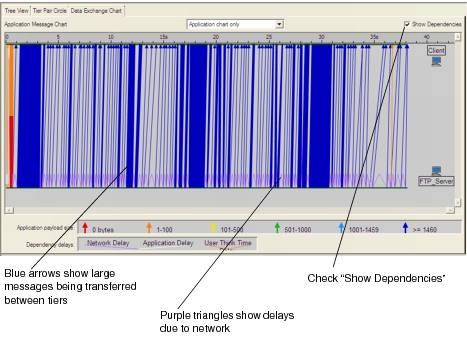 Tree View Tier Pair Circle Data Exchange Chart
Application Message Chart Application chart only Show Dependencies
0 5 10 15 20 25 30 35 40
Client
FTP_Server
Application payload size: 0 bytes 1-100 101-500 501-1000 1001-1459 >= 1460
Dependency delays: Network Delay Application Delay User Think Time
Blue arrows show large
messages being transferred
between tiers
Check "Show Dependencies"
Purple triangles show delays
due to network